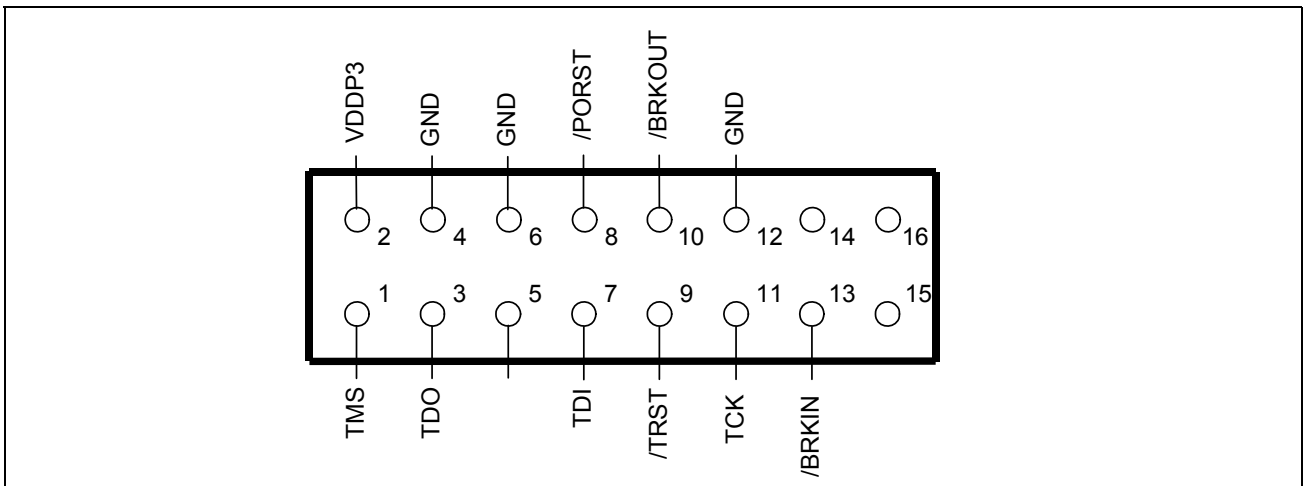 VDDP3 GND GND /PORST /BRKOUT GND
2 4 6 8 10 12 14 16
1 3 5 7 9 11 13 15
TMS TDO TDI /TRST TCK /BRKIN